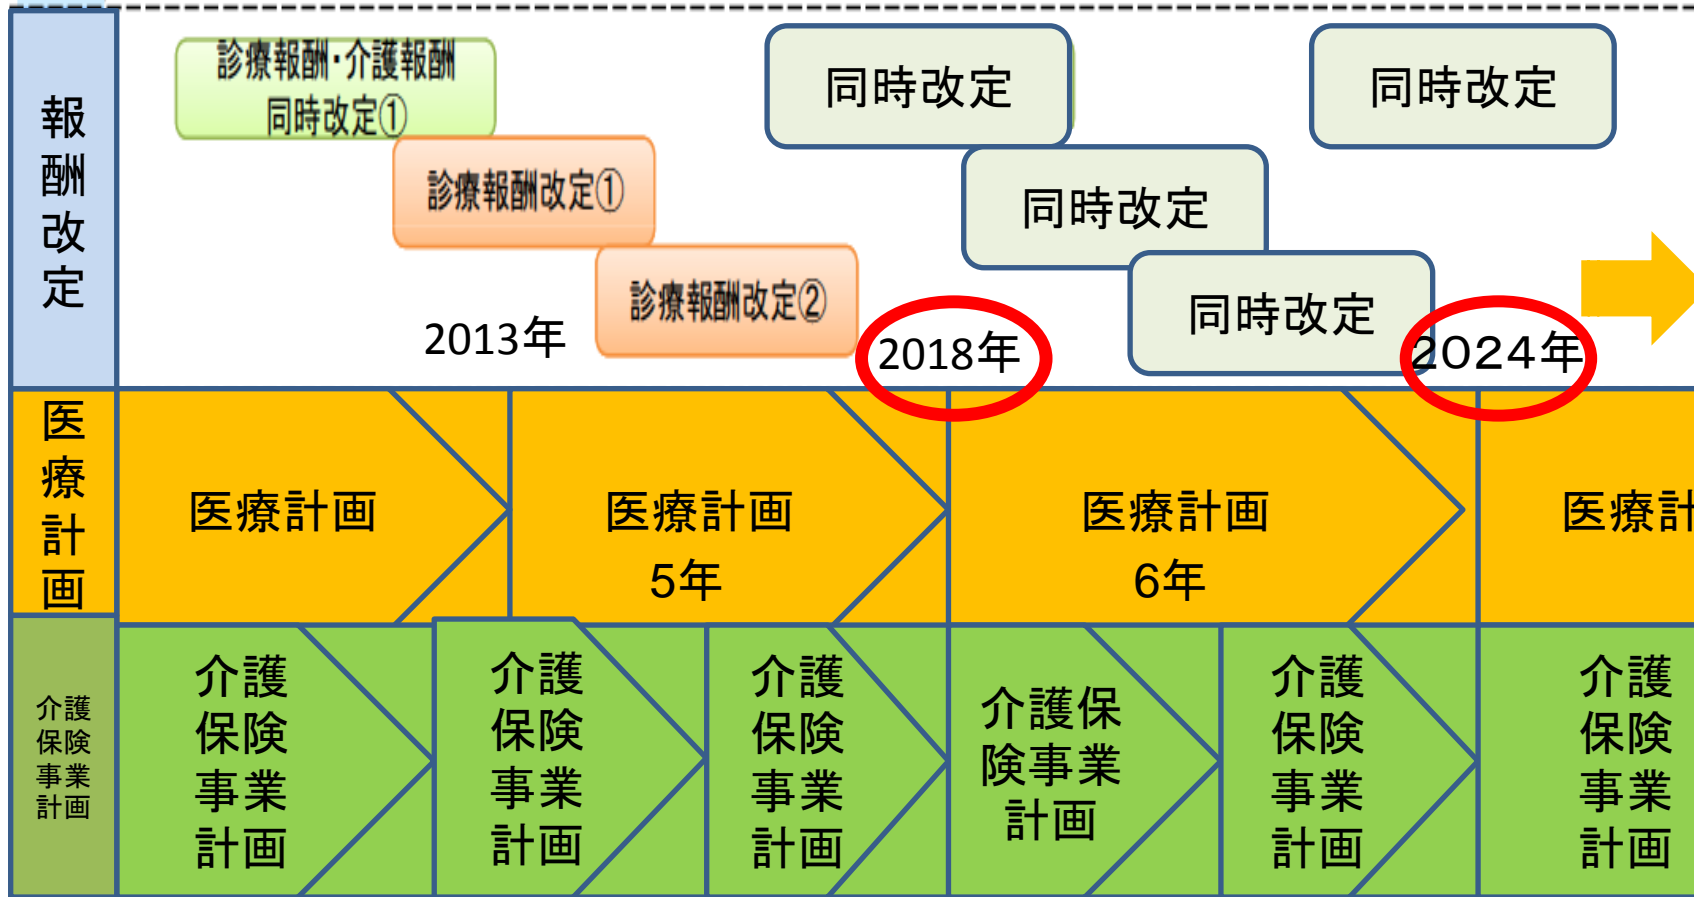 報
酬
改
定
診療報酬・介護報酬
同時改定①
診療報酬改定①
診療報酬改定②
同時改定
同時改定
同時改定
同時改定
2013年
2018年
2024年
医
療
計
画
医療計画
医療計画
5年
医療計画
6年
医療計
介護
保険
事業
計画
介護
保険
事業
計画
介護
保険
事業
計画
介護
保険
事業
計画
介護保
険事業
計画
介護
保険
事業
計画
介護
保険
事業
計画